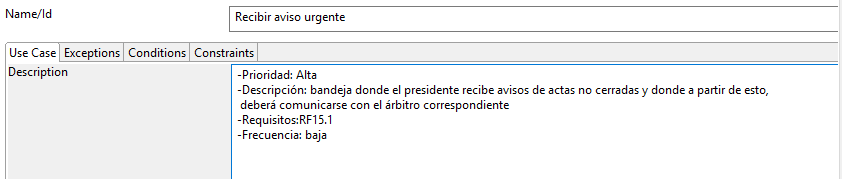 Name/Id
Recibir aviso urgente
Use Case Exceptions Conditions Constraints
Description
-Prioridad: Alta
-Descripción: bandeja donde el presidente recibe avisos de actas no cerradas y donde a partir de esto,
deberá comunicarse con el árbitro correspondiente
-Requisitos:RF15.1
-Frecuencia: baja